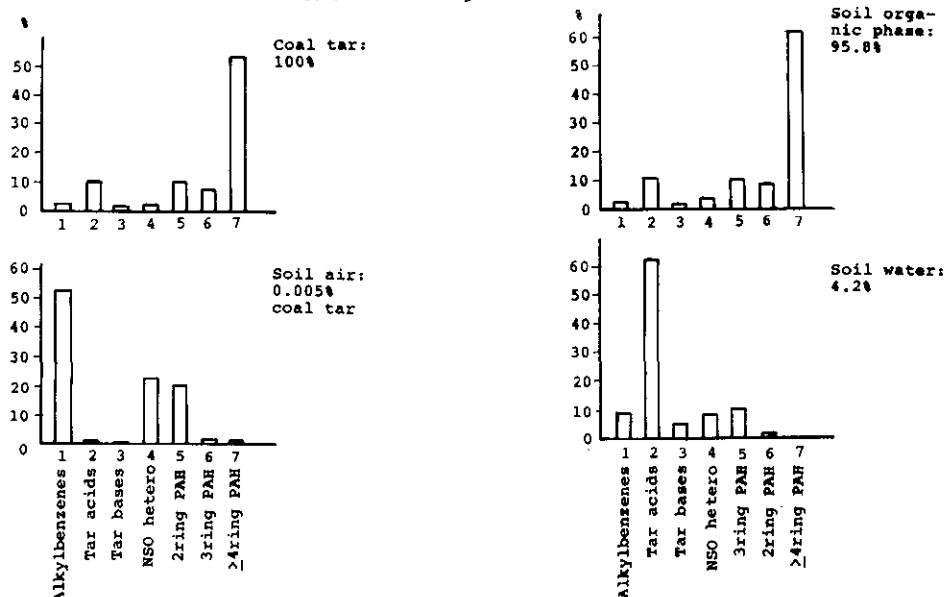 %
Coal tar:
100%
50
40
30
20
10
0
1 2 3 4 5 6 7
%
Soil orga-
nic phase:
95.8%
60
50
40
30
20
10
0
1 2 3 4 5 6 7
Soil air:
0.005%
coal tar
60
50
40
30
20
10
0
1 2 3 4 5 6 7
Alkylbenzenes
Tar acids
Tar bases
NSO hetero
2ring PAH
3ring PAH
>4ring PAH
Soil water:
4.2%
60
50
40
30
20
10
0
1 2 3 4 5 6 7
Alkylbenzenes
Tar acids
Tar bases
NSO hetero
3ring PAH
2ring PAH
≥4ring PAH